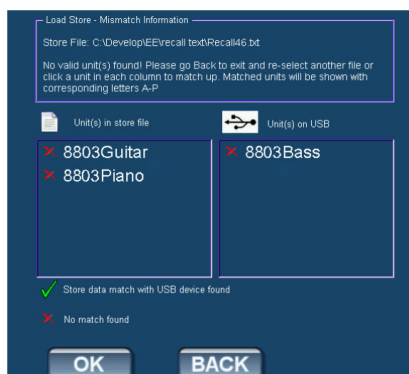 Load Store - Mismatch Information
Store File: C:\Develop\EE\recall text\Recall46.txt
No valid unit(s) found! Please go Back to exit and re-select another file or
click a unit in each column to match up. Matched units will be shown with
corresponding letters A-P
Unit(s) in store file
Unit(s) on USB
8803Guitar
8803Piano
8803Bass
Store data match with USB device found
No match found
OK
BACK